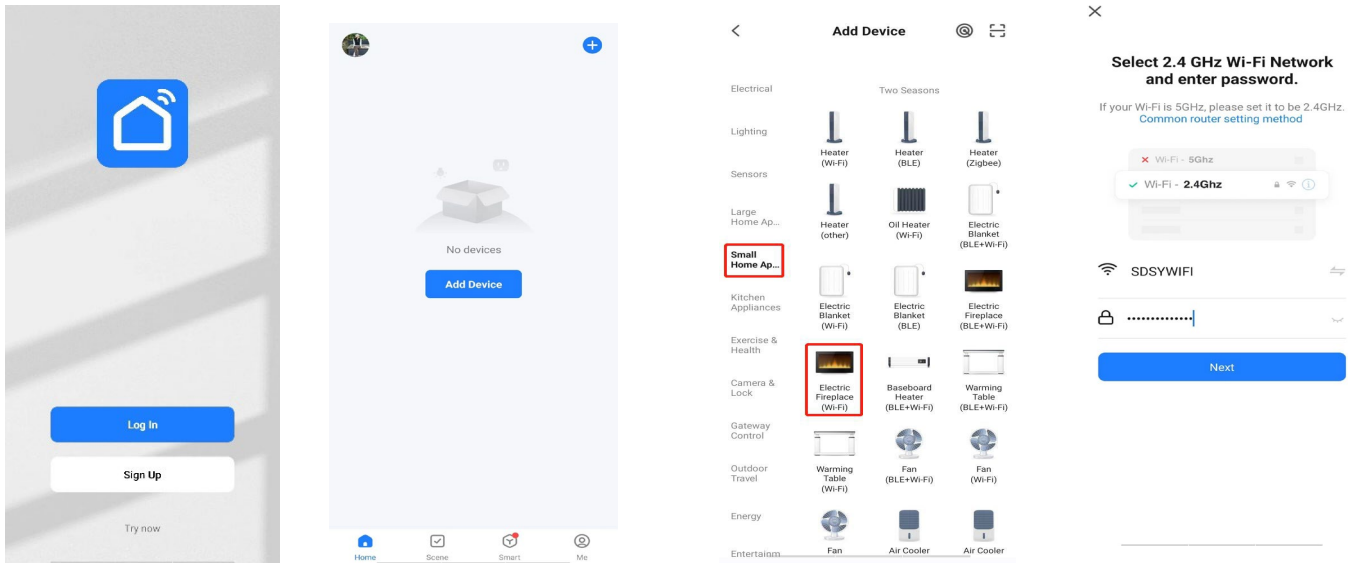 Log In
Sign Up
Try now
No devices
Add Device
Home
Scene
Smart
Me
Add Device
Electrical
Lighting
Sensors
Large
Home Ap...
Small
Home Ap...
Kitchen
Appliances
Exercise &
Health
Camera &
Lock
Gateway
Control
Outdoor
Travel
Energy
Entertainm
Two Seasons
Heater
(Wi-Fi)
Heater
(BLE)
Heater
(Zigbee)
Heater
(other)
Oil Heater
(Wi-Fi)
Electric
Blanket
(BLE+Wi-Fi)
Electric
Blanket
(Wi-Fi)
Electric
Blanket
(BLE)
Electric
Fireplace
(BLE+Wi-Fi)
Electric
Fireplace
(Wi-Fi)
Baseboard
Heater
(BLE+Wi-Fi)
Warming
Table
(BLE+Wi-Fi)
Warming
Table
(Wi-Fi)
Fan
(BLE+Wi-Fi)
Fan
(Wi-Fi)
Fan
Air Cooler
Air Cooler
Select 2.4 GHz Wi-Fi Network
and enter password.
If your Wi-Fi is 5GHz, please set it to be 2.4GHz.
Common router setting method
Wi-Fi - 5Ghz
Wi-Fi - 2.4Ghz
SDSYWIFI
Next